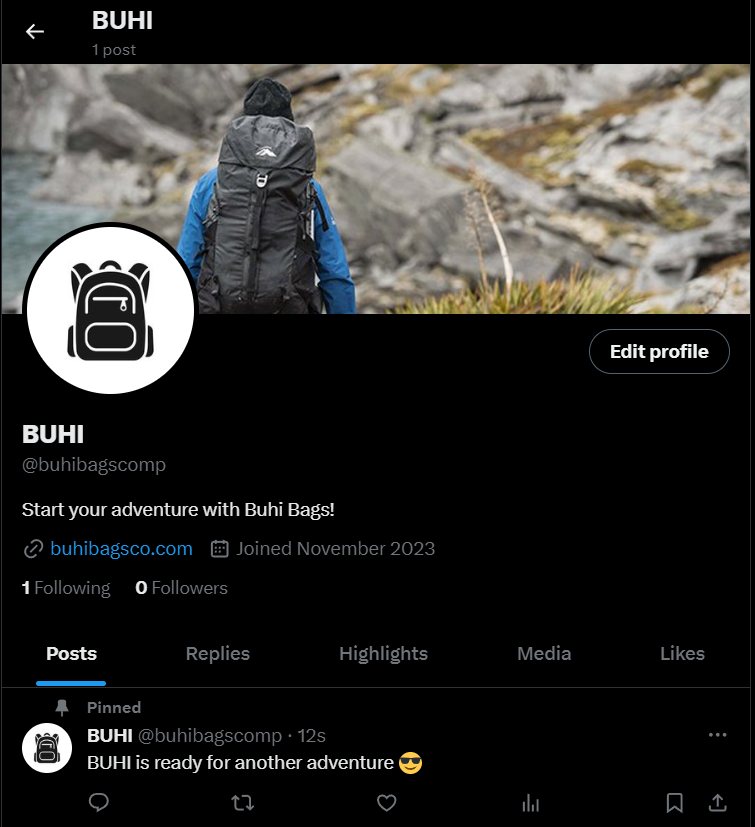 BUHI
1 post
Edit profile
BUHI
@buhibagscomp
Start your adventure with Buhi Bags!
buhibagsco.com Joined November 2023
1 Following 0 Followers
Posts Replies Highlights Media Likes
Pinned
BUHI @buhibagscomp · 12s
BUHI is ready for another adventure 😎